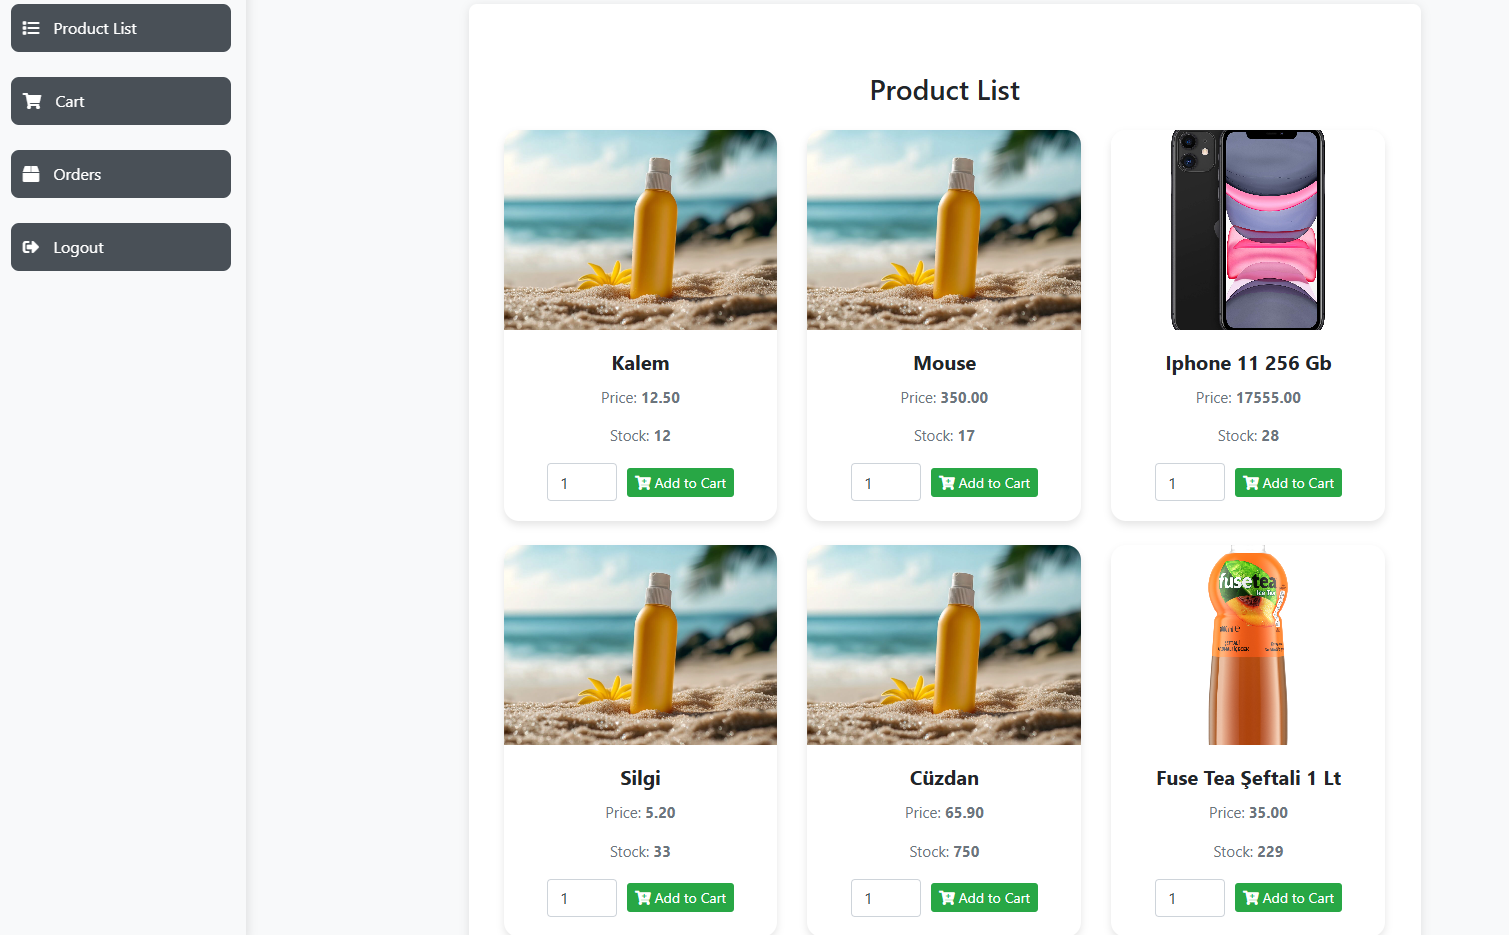 Product List
Cart
Orders
Logout
Product List
Kalem
Price: 12.50
Stock: 12
1
Add to Cart
Mouse
Price: 350.00
Stock: 17
1
Add to Cart
Iphone 11 256 Gb
Price: 17555.00
Stock: 28
1
Add to Cart
Silgi
Price: 5.20
Stock: 33
1
Add to Cart
Cüzdan
Price: 65.90
Stock: 750
1
Add to Cart
fusetea
Ice Tea
Fuse Tea Şeftali 1 Lt
Price: 35.00
Stock: 229
1
Add to Cart